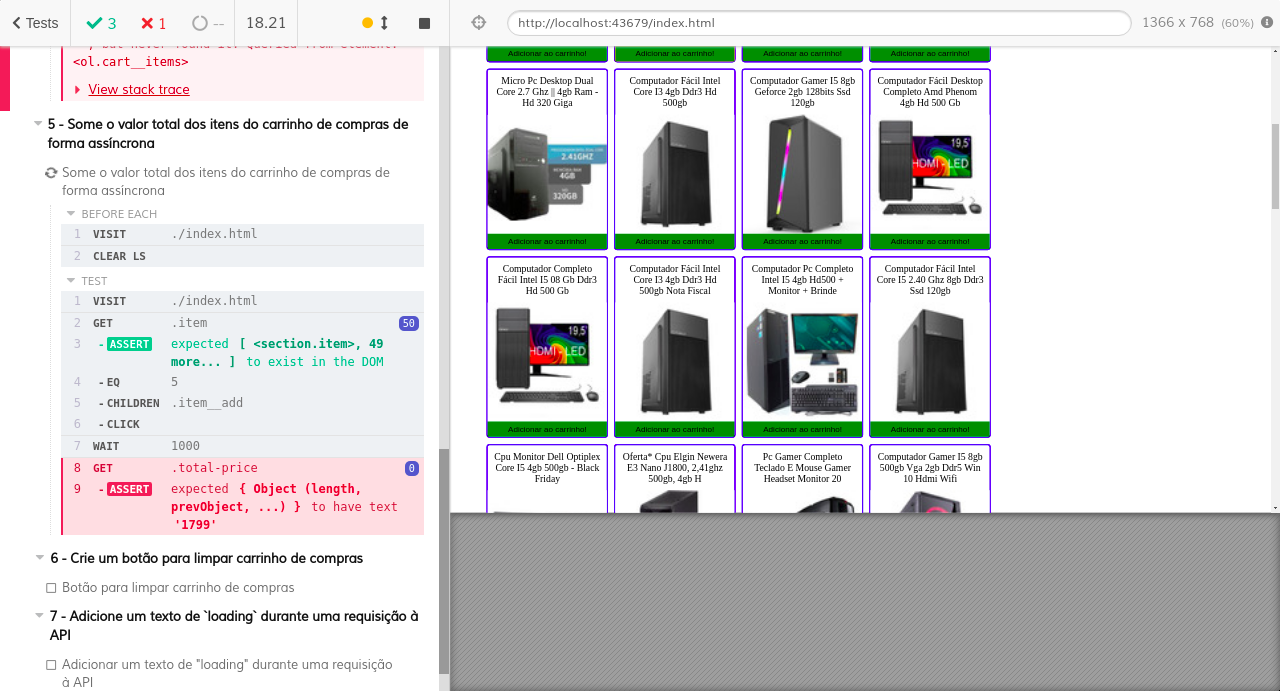 Tests
3
1
--
18.21
http://localhost:43679/index.html
1366 x 768 (60%)
<ol.cart__items>
View stack trace
5 - Some o valor total dos itens do carrinho de compras de
forma assíncrona
Some o valor total dos itens do carrinho de compras de
forma assíncrona
BEFORE EACH
1 VISIT ./index.html
2 CLEAR LS
TEST
1 VISIT ./index.html
2 GET .item 50
3 - ASSERT expected [ <section.item>, 49
more... ] to exist in the DOM
4 - EQ 5
5 - CHILDREN .item__add
6 - CLICK
7 WAIT 1000
8 GET .total-price 0
9 - ASSERT expected { Object (length,
prevObject, ...) } to have text
'1799'
6 - Crie um botão para limpar carrinho de compras
Botão para limpar carrinho de compras
7 - Adicione um texto de `loading` durante uma requisição à
API
Adicionar um texto de "loading" durante uma requisição
à API
Adicionar ao carrinho! Adicionar ao carrinho! Adicionar ao carrinho! Adicionar ao carrinho!
Micro Pc Desktop Dual
Core 2.7 Ghz || 4gb Ram -
Hd 320 Giga
2.41GHZ
4GB
320GB
Adicionar ao carrinho!
Computador Fácil Intel
Core I3 4gb Ddr3 Hd
500gb
Adicionar ao carrinho!
Computador Gamer I5 8gb
Geforce 2gb 128bits Ssd
120gb
Adicionar ao carrinho!
Computador Fácil Desktop
Completo Amd Phenom
4gb Hd 500 Gb
19,5'
HDMI - LED
Adicionar ao carrinho!
Computador Completo
Fácil Intel I5 08 Gb Ddr3
Hd 500 Gb
19,5'
HDMI - LED
Adicionar ao carrinho!
Computador Fácil Intel
Core I3 4gb Ddr3 Hd
500gb Nota Fiscal
Adicionar ao carrinho!
Computador Pc Completo
Intel I5 4gb Hd500 +
Monitor + Brinde
Adicionar ao carrinho!
Computador Fácil Intel
Core I5 2.40 Ghz 8gb Ddr3
Ssd 120gb
Adicionar ao carrinho!
Cpu Monitor Dell Optiplex
Core I5 4gb 500gb - Black
Friday
Oferta* Cpu Elgin Newera
E3 Nano J1800, 2,41ghz
500gb, 4gb H
Pc Gamer Completo
Teclado E Mouse Gamer
Headset Monitor 20
Computador Gamer I5 8gb
500gb Vga 2gb Ddr5 Win
10 Hdmi Wifi